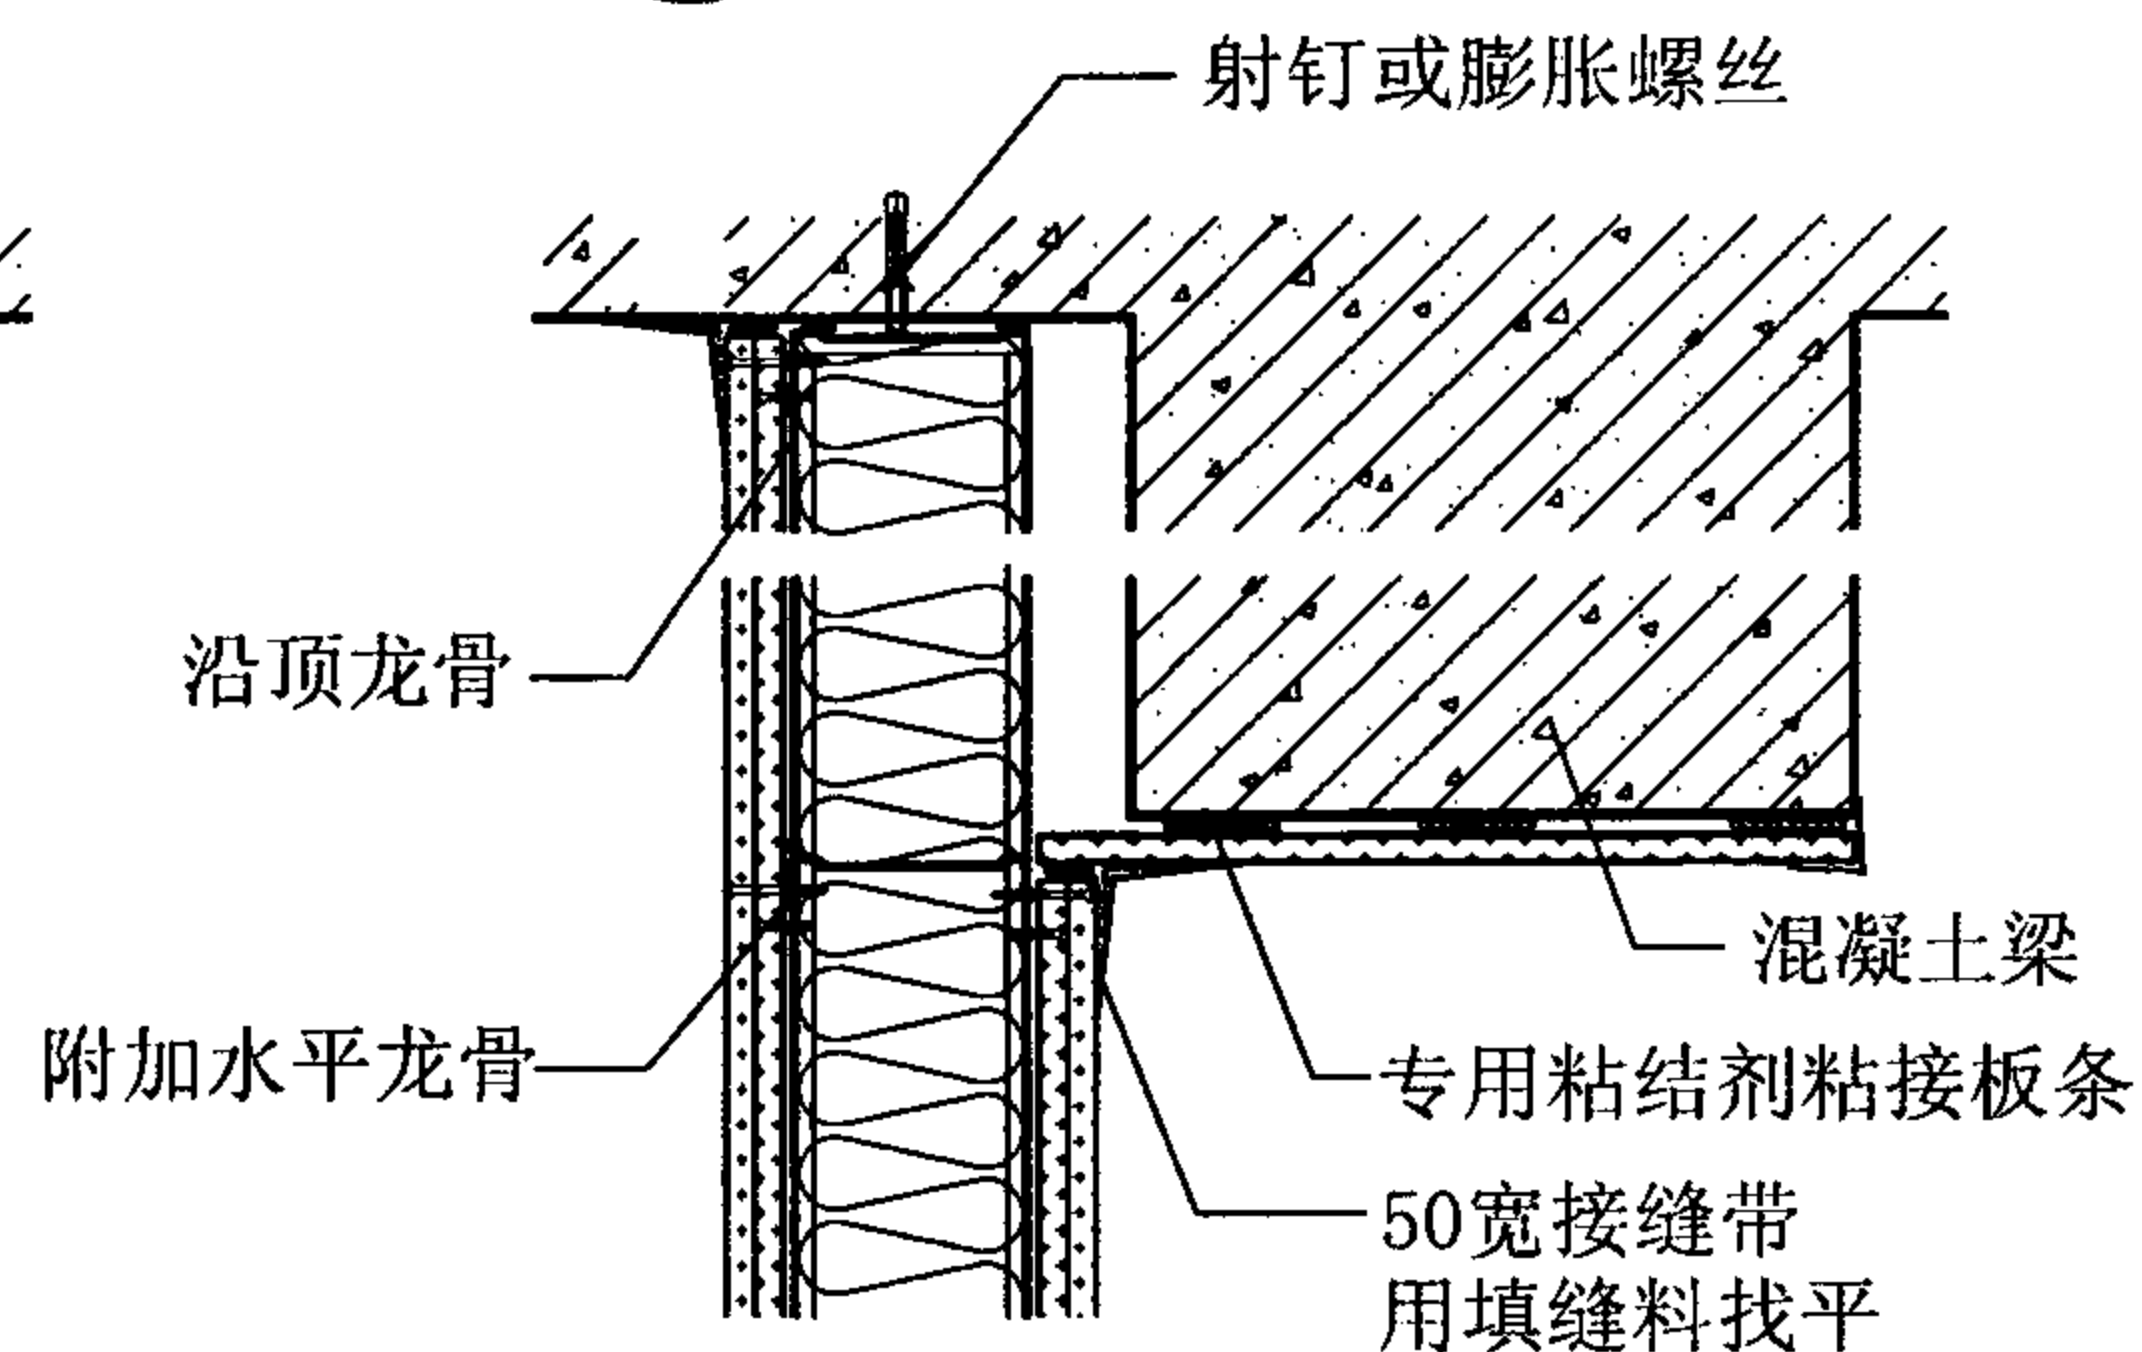 射钉或膨胀螺丝
沿顶龙骨
混凝土梁
附加水平龙骨
专用粘结剂粘接板条
50宽接缝带
用填缝料找平